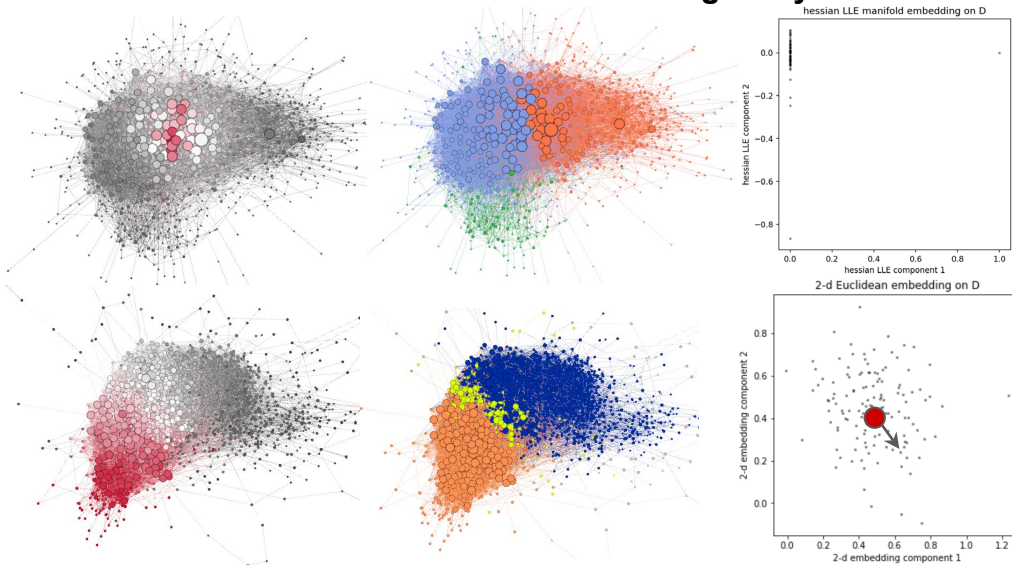 hessian LLE manifold embedding on D
0.0
−0.2
−0.4
−0.6
−0.8
hessian LLE component 2
0.0 0.2 0.4 0.6 0.8 1.0
hessian LLE component 1
2-d Euclidean embedding on D
0.8
0.6
0.4
0.2
0.0
2-d embedding component 2
0.0 0.2 0.4 0.6 0.8 1.0 1.2
2-d embedding component 1